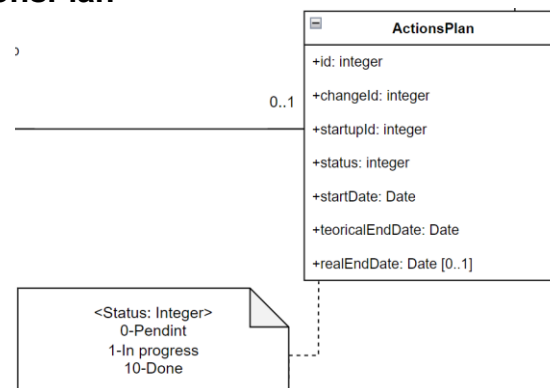 ActionsPlan
+id: integer
+changeId: integer
0..1
+startupId: integer
+status: integer
+startDate: Date
+teoricalEndDate: Date
+realEndDate: Date [0..1]
<Status: Integer>
0-Pendint
1-In progress
10-Done